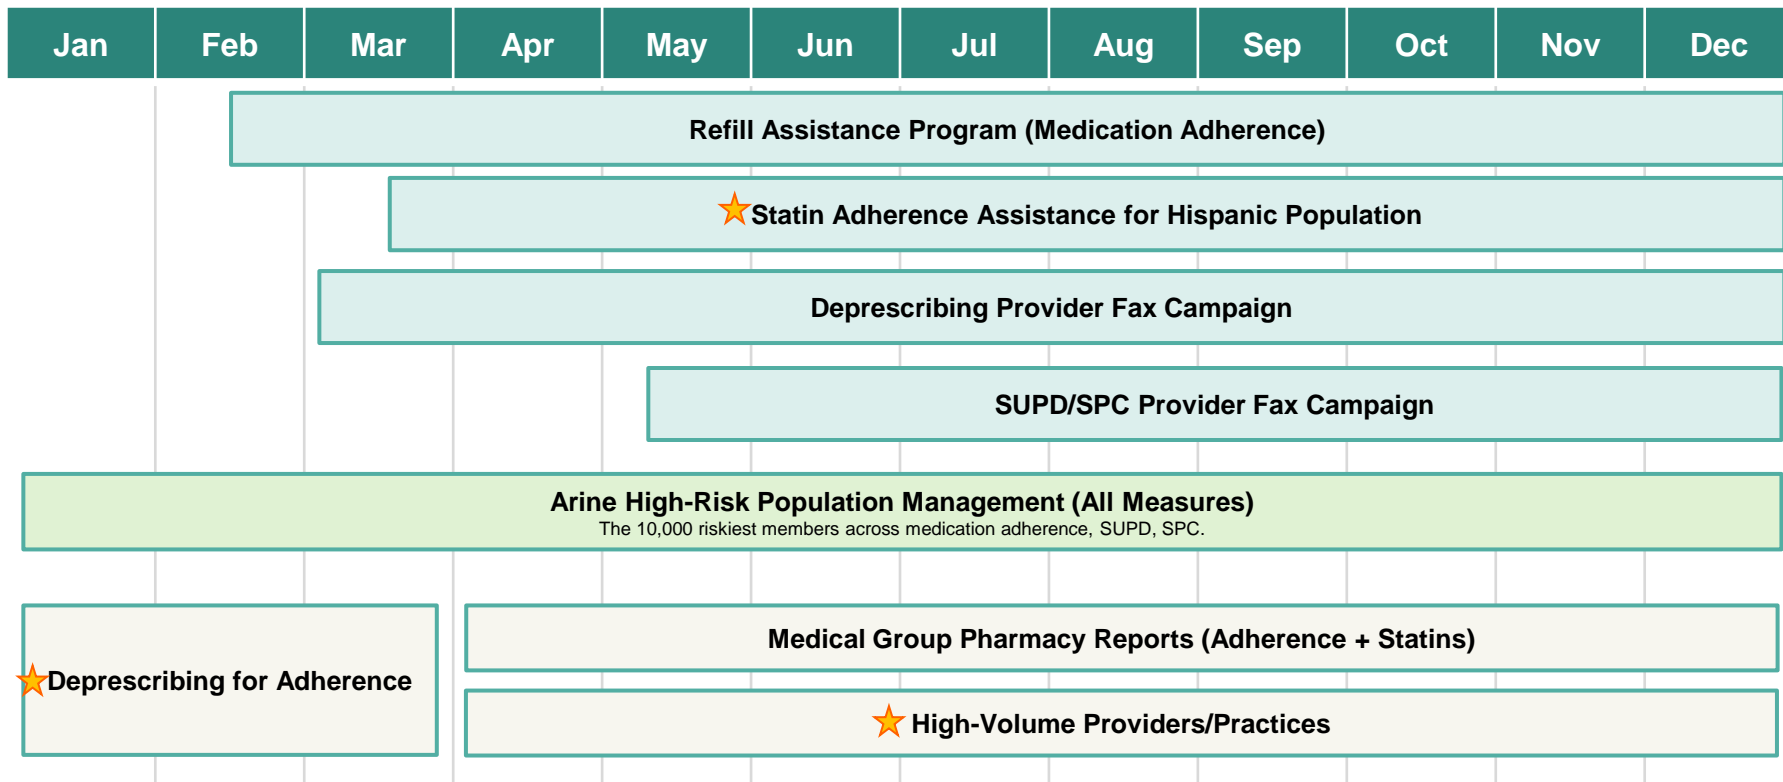 Jan Feb Mar Apr May Jun Jul Aug Sep Oct Nov Dec
Refill Assistance Program (Medication Adherence)
Statin Adherence Assistance for Hispanic Population
Deprescribing Provider Fax Campaign
SUPD/SPC Provider Fax Campaign
Arine High-Risk Population Management (All Measures)
The 10,000 riskiest members across medication adherence, SUPD, SPC.
Deprescribing for Adherence
Medical Group Pharmacy Reports (Adherence + Statins)
High-Volume Providers/Practices